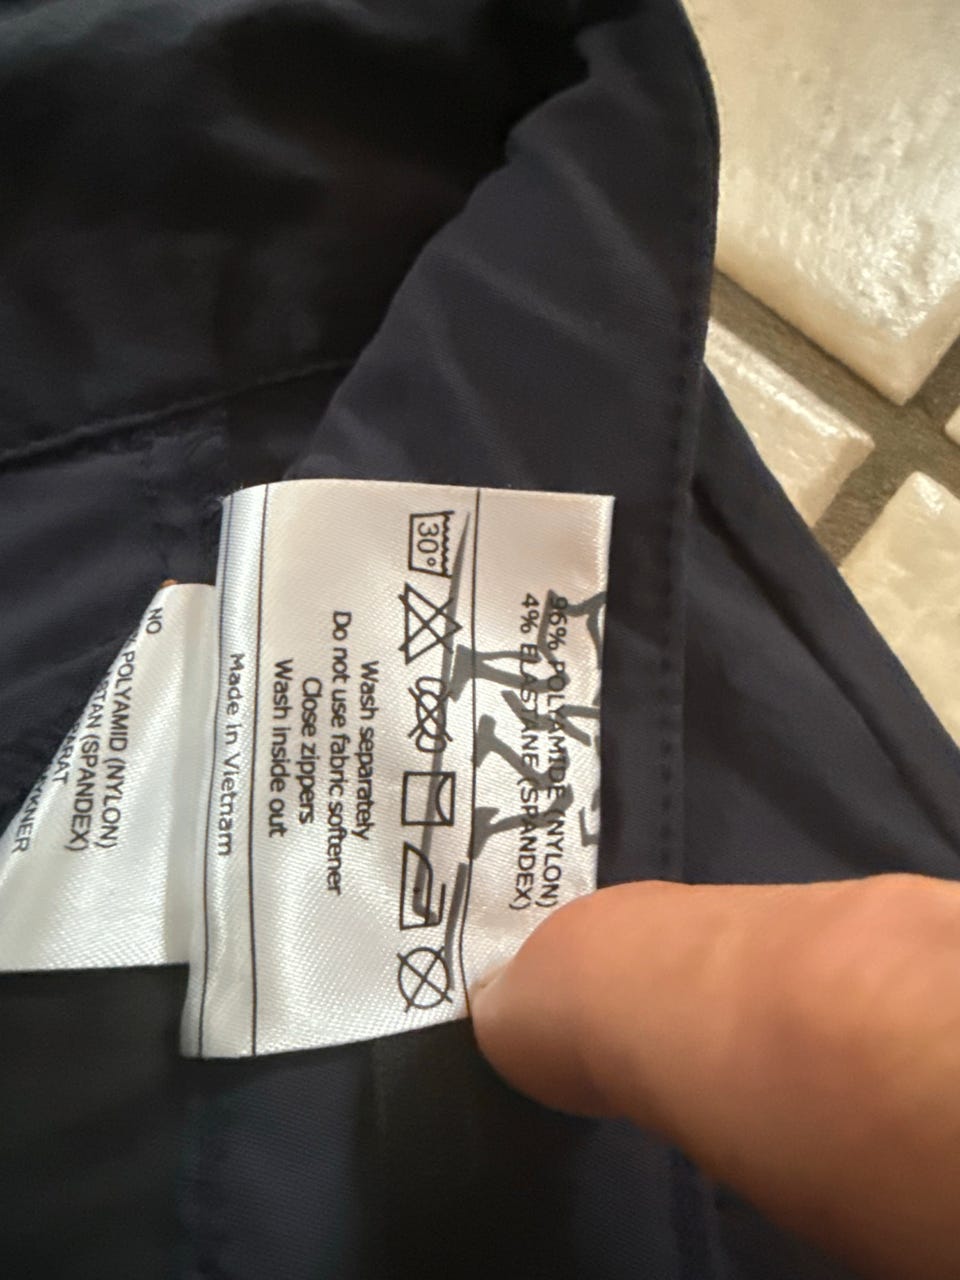 96% POLYAMIDE (NYLON)
4% ELASTANE (SPANDEX)
30°
Wash separately
Do not use fabric softener
Close zippers
Wash inside out
Made in Vietnam
NO
% POLYAMID (NYLON)
(SPANDEX)